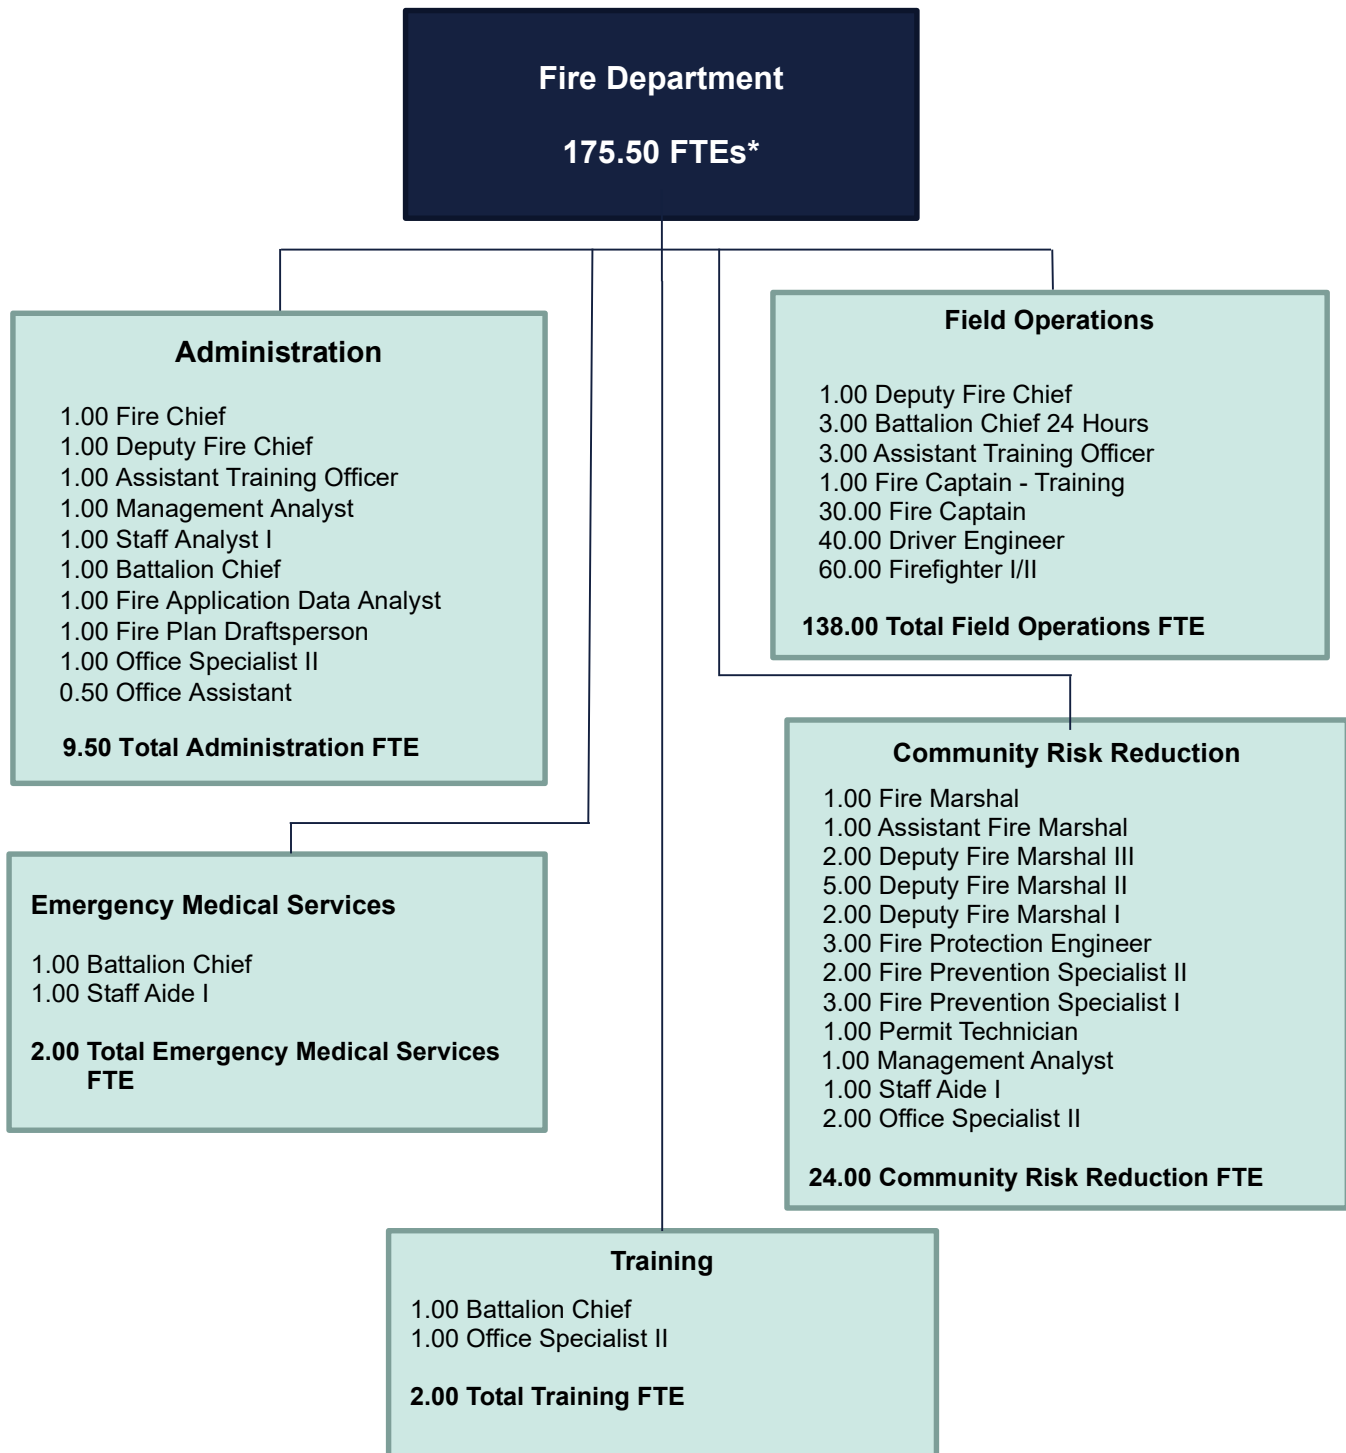 Fire Department
175.50 FTEs*
Administration
1.00 Fire Chief
1.00 Deputy Fire Chief
1.00 Assistant Training Officer
1.00 Management Analyst
1.00 Staff Analyst I
1.00 Battalion Chief
1.00 Fire Application Data Analyst
1.00 Fire Plan Draftsperson
1.00 Office Specialist II
0.50 Office Assistant
9.50 Total Administration FTE
Field Operations
1.00 Deputy Fire Chief
3.00 Battalion Chief 24 Hours
3.00 Assistant Training Officer
1.00 Fire Captain - Training
30.00 Fire Captain
40.00 Driver Engineer
60.00 Firefighter I/II
138.00 Total Field Operations FTE
Emergency Medical Services
1.00 Battalion Chief
1.00 Staff Aide I
2.00 Total Emergency Medical Services
FTE
Community Risk Reduction
1.00 Fire Marshal
1.00 Assistant Fire Marshal
2.00 Deputy Fire Marshal III
5.00 Deputy Fire Marshal II
2.00 Deputy Fire Marshal I
3.00 Fire Protection Engineer
2.00 Fire Prevention Specialist II
3.00 Fire Prevention Specialist I
1.00 Permit Technician
1.00 Management Analyst
1.00 Staff Aide I
2.00 Office Specialist II
24.00 Community Risk Reduction FTE
Training
1.00 Battalion Chief
1.00 Office Specialist II
2.00 Total Training FTE